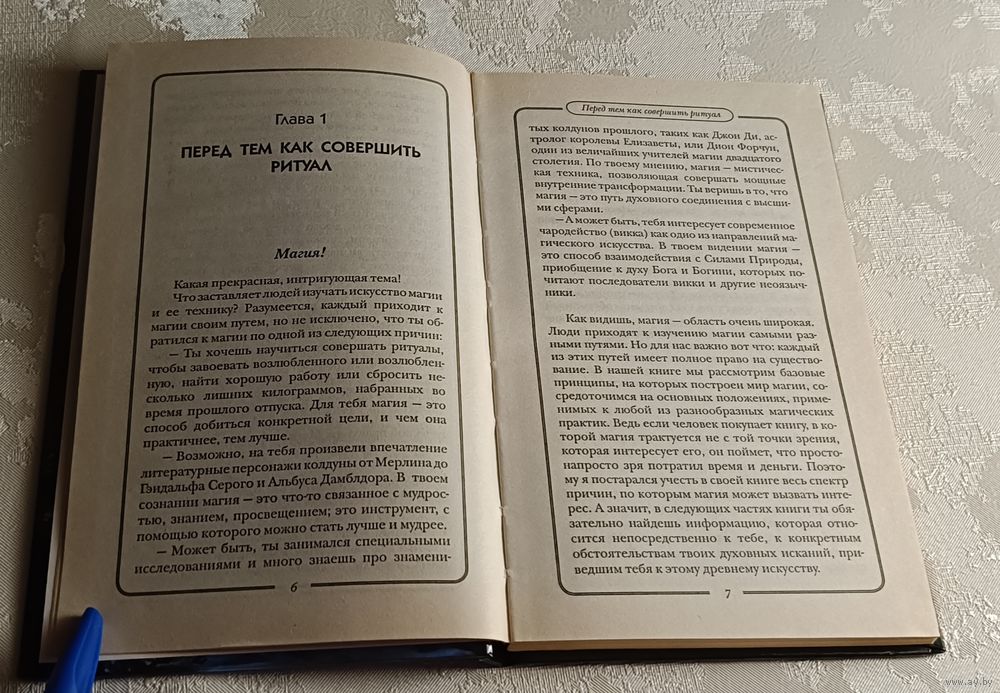 Глава 1
ПЕРЕД ТЕМ КАК СОВЕРШИТЬ
РИТУАЛ
Магия!
Какая прекрасная, интригующая тема!
Что заставляет людей изучать искусство магии
и ее технику? Разумеется, каждый приходит к
магии своим путем, но не исключено, что ты об-
ратился к магии по одной из следующих причин:
— Ты хочешь научиться совершать ритуалы,
чтобы завоевать возлюбленного или возлюблен-
ную, найти хорошую работу или сбросить не-
сколько лишних килограммов, набранных во
время прошлого отпуска. Для тебя магия — это
способ добиться конкретной цели, и чем она
практичнее, тем лучше.
— Возможно, на тебя произвели впечатление
литературные персонажи колдуны от Мерлина до
Гэндальфа Серого и Альбуса Дамблдора. В твоем
сознании магия — это что-то связанное с мудрос-
тью, знанием, просвещением; это инструмент, с
помощью которого можно стать лучше и мудрее.
— Может быть, ты занимался специальными
исследованиями и много знаешь про знамени-
6
Перед тем как совершить ритуал
тых колдунов прошлого, таких как Джон Ди, ас-
тролог королевы Елизаветы, или Дион Форчун,
один из величайших учителей магии двадцатого
столетия. По твоему мнению, магия — мистичес-
кая техника, позволяющая совершать мощные
внутренние трансформации. Ты веришь в то, что
магия — это путь духовного соединения с высши-
ми сферами.
— А может быть, тебя интересует современное
чародейство (викка) как одно из направлений ма-
гического искусства. В твоем видении магия —
это способ взаимодействия с Силами Природы,
приобщение к духу Бога и Богини, которых по-
читают последователи викки и другие неоязыч-
ники.
Как видишь, магия — область очень широкая.
Люди приходят к изучению магии самыми раз-
ными путями. Но для нас важно вот что: каждый
из этих путей имеет полное право на существо-
вание. В нашей книге мы рассмотрим базовые
принципы, на которых построен мир магии, со-
средоточимся на основных положениях, приме-
нимых к любой из разнообразных магических
практик. Ведь если человек покупает книгу, в ко-
торой магия трактуется не с той точки зрения,
которая интересует его, он поймет, что просто-
напросто зря потратил время и деньги. Поэто-
му я постарался учесть в своей книге весь спектр
причин, по которым магия может вызвать инте-
рес. А значит, в следующих частях книги ты об-
язательно найдешь информацию, которая отно-
сится непосредственно к тебе, к конкретным
обстоятельствам твоих духовных исканий, при-
ведшим тебя к этому древнему искусству.
7
www.ay.by